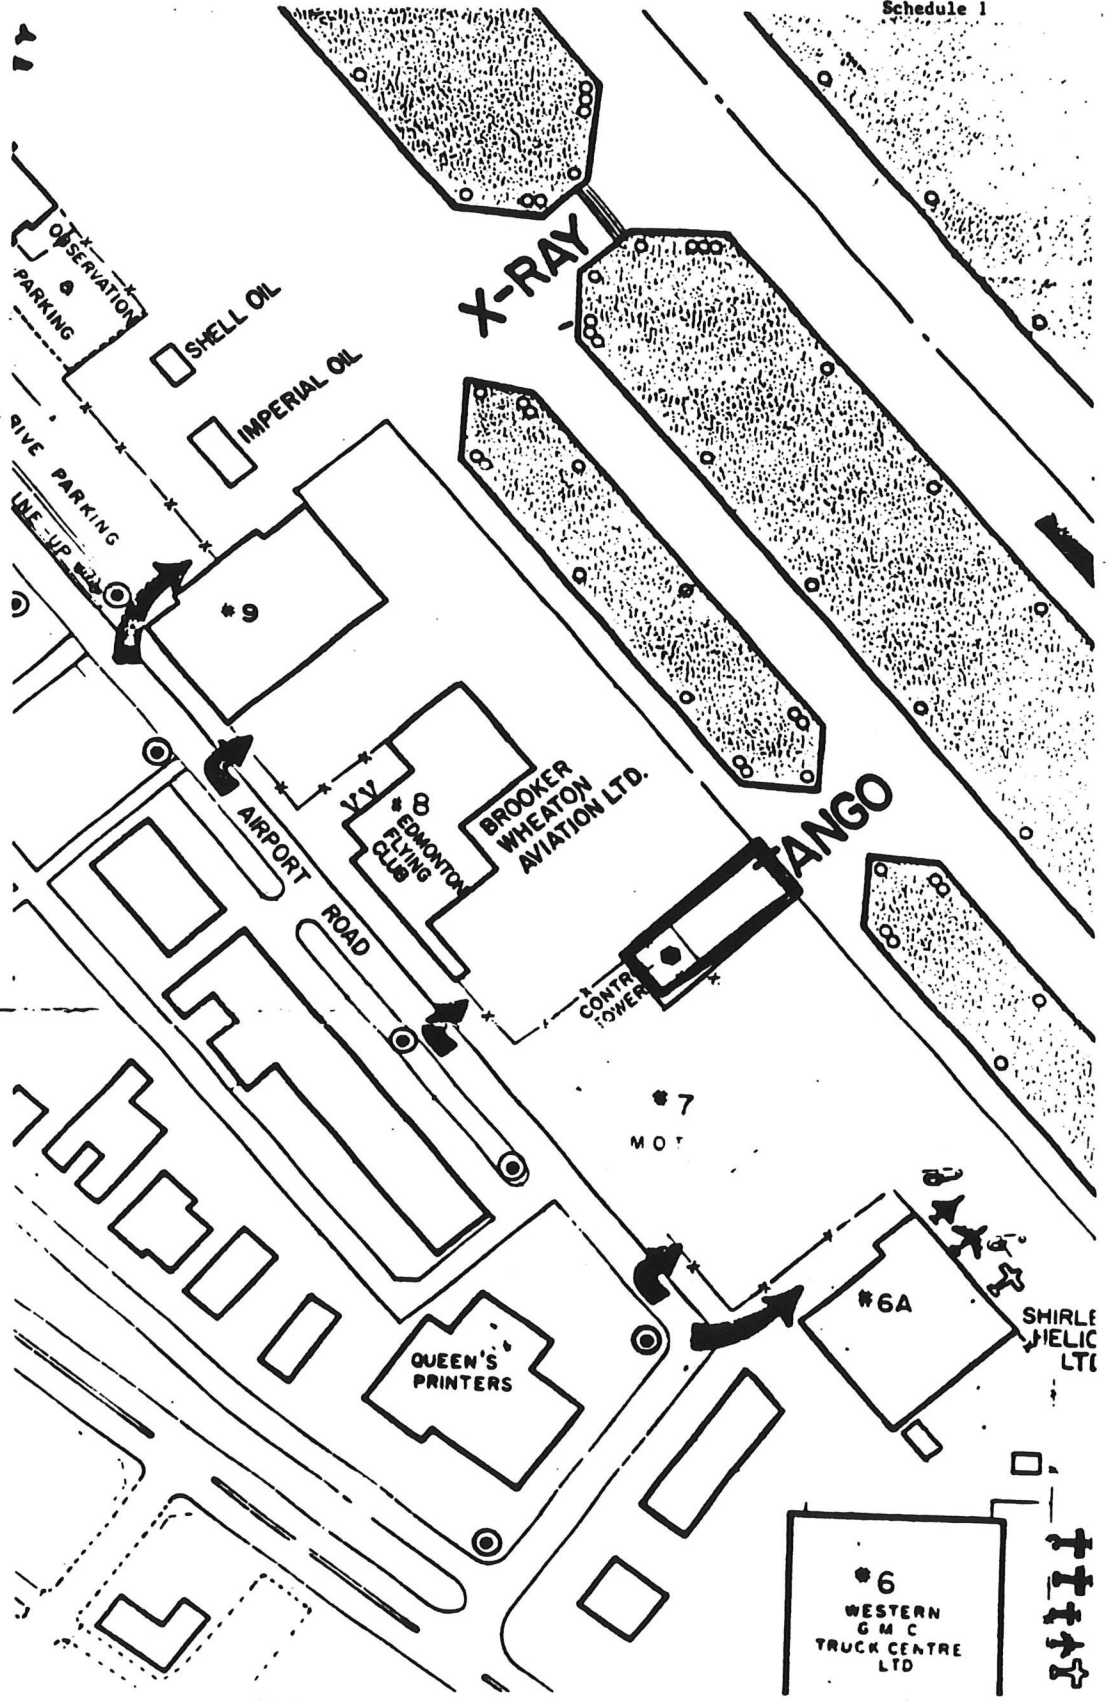 Schedule 1
OBSERVATION
PARKING
SHELL OIL
IMPERIAL OIL
X-RAY
PARKING
#9
#8
EDMONTON
FLYING
CLUB
BROOKER
WHEATON
AVIATION LTD.
AIRPORT
ROAD
TANGO
#7
MOT
#6A
QUEEN'S
PRINTERS
#6
WESTERN
G M C
TRUCK CENTRE
LTD